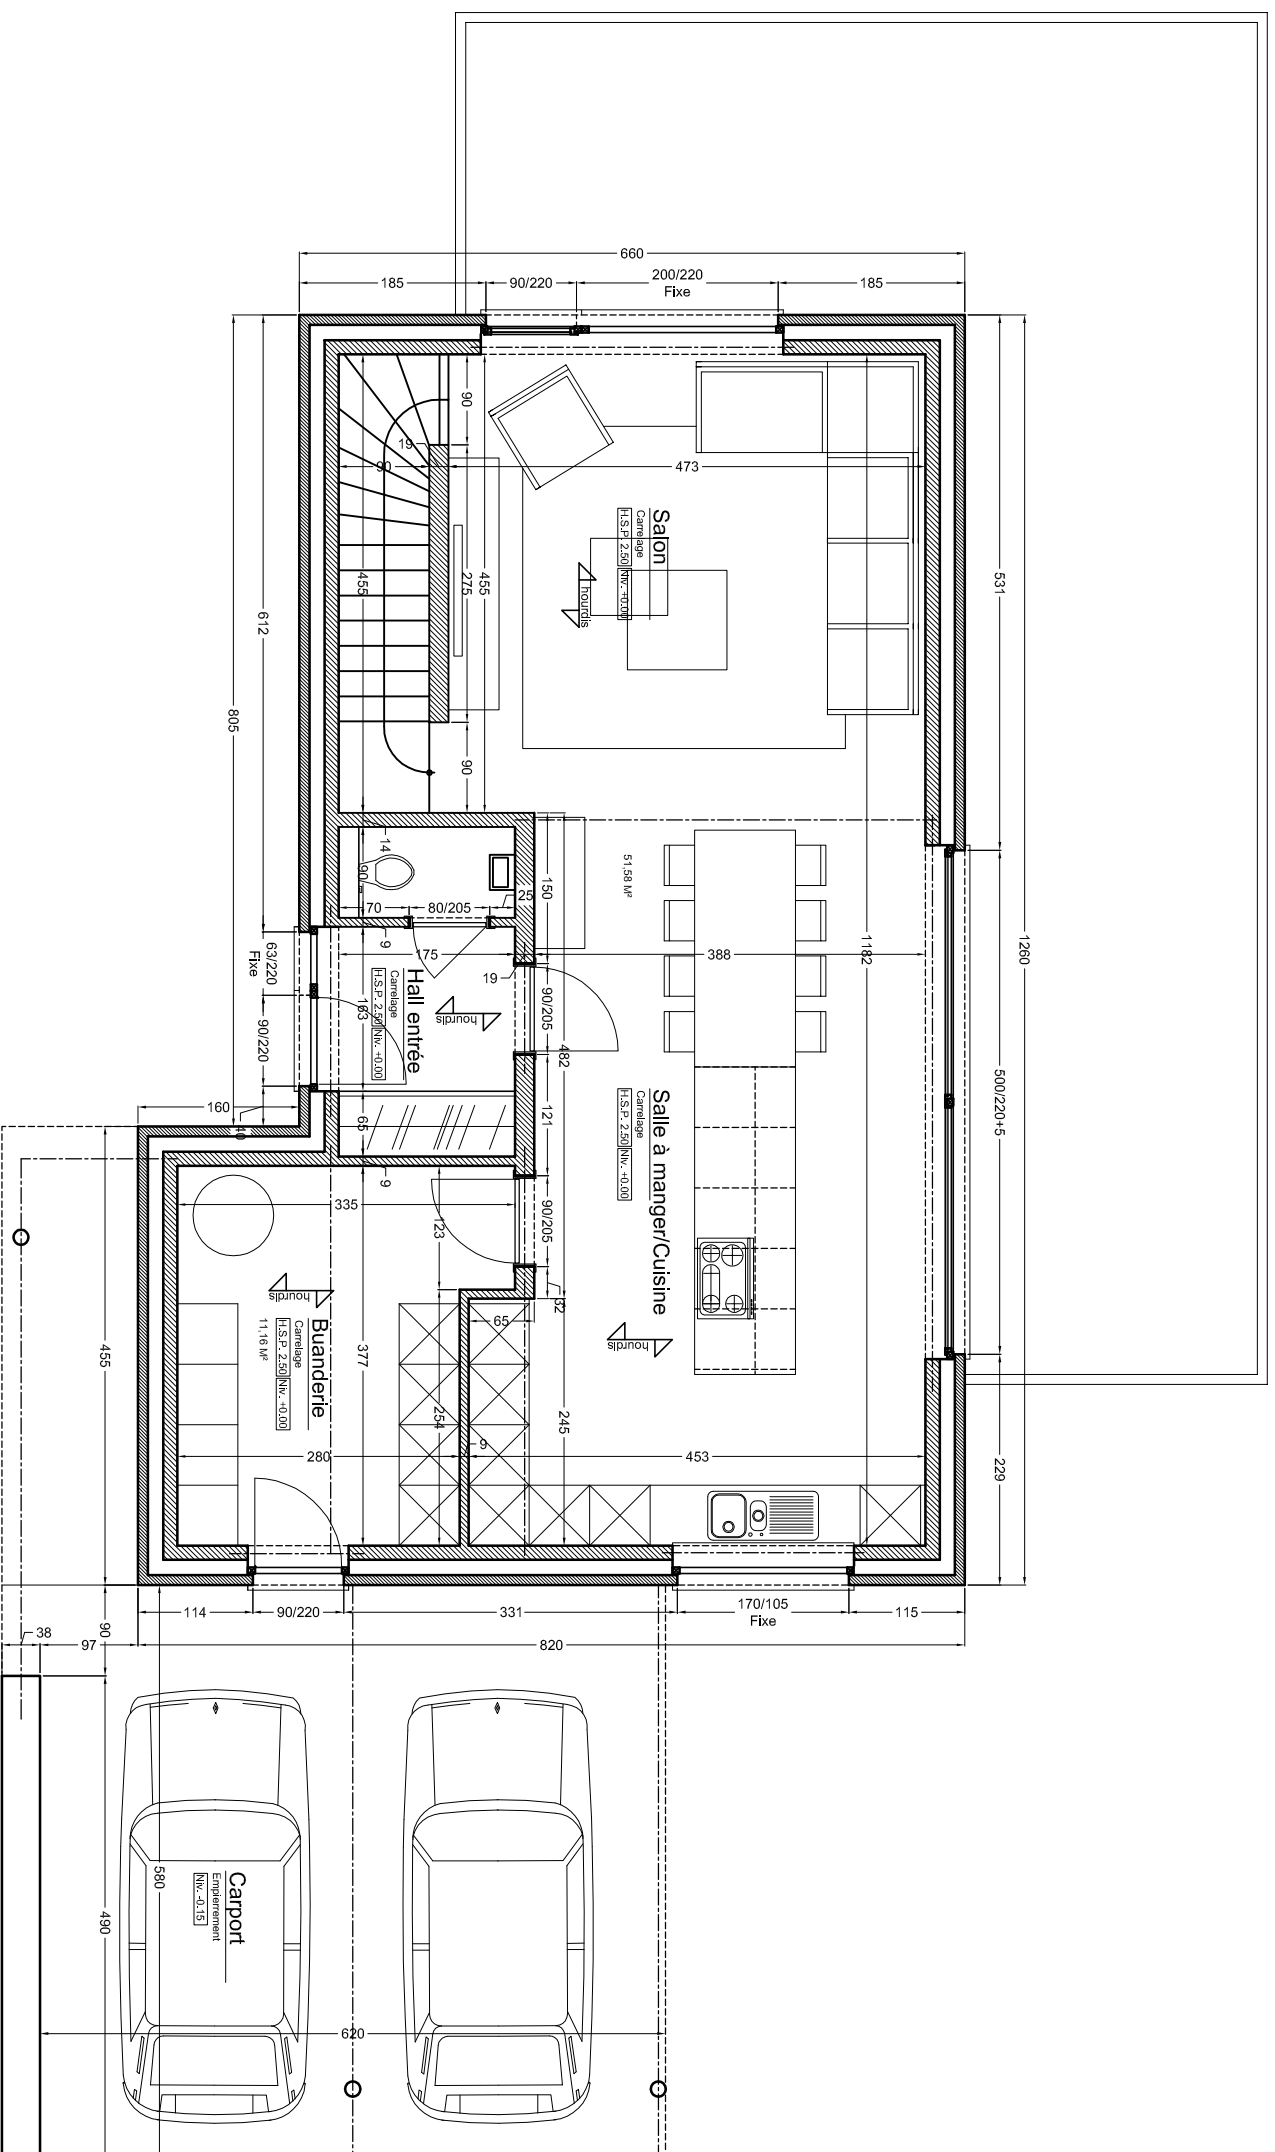 660
185
90/220
200/220
Fixe
185
90
19
90
473
Salon
Carrelage
H.S.P. 2.50 Niv. +0.00
hourdis
455
275
455
531
612
805
90
14
90
51,58 M²
150
25
70
80/205
9
1182
1260
175
388
19
63/220
Fixe
90/220
Hall entrée
Carrelage
H.S.P. 2.50 Niv. +0.00
hourdis
163
90/205
482
500/220+5
Salle à manger/Cuisine
Carrelage
H.S.P. 2.50 Niv. +0.00
hourdis
160
40
65
121
9
335
123
90/205
32
65
hourdis
Buanderie
Carrelage
H.S.P. 2.50 Niv. +0.00
11,16 M²
455
377
254
245
9
280
453
229
114
90/220
331
170/105
Fixe
115
38
97
90
820
Carport
Empierrement
Niv. -0.15
580
490
620